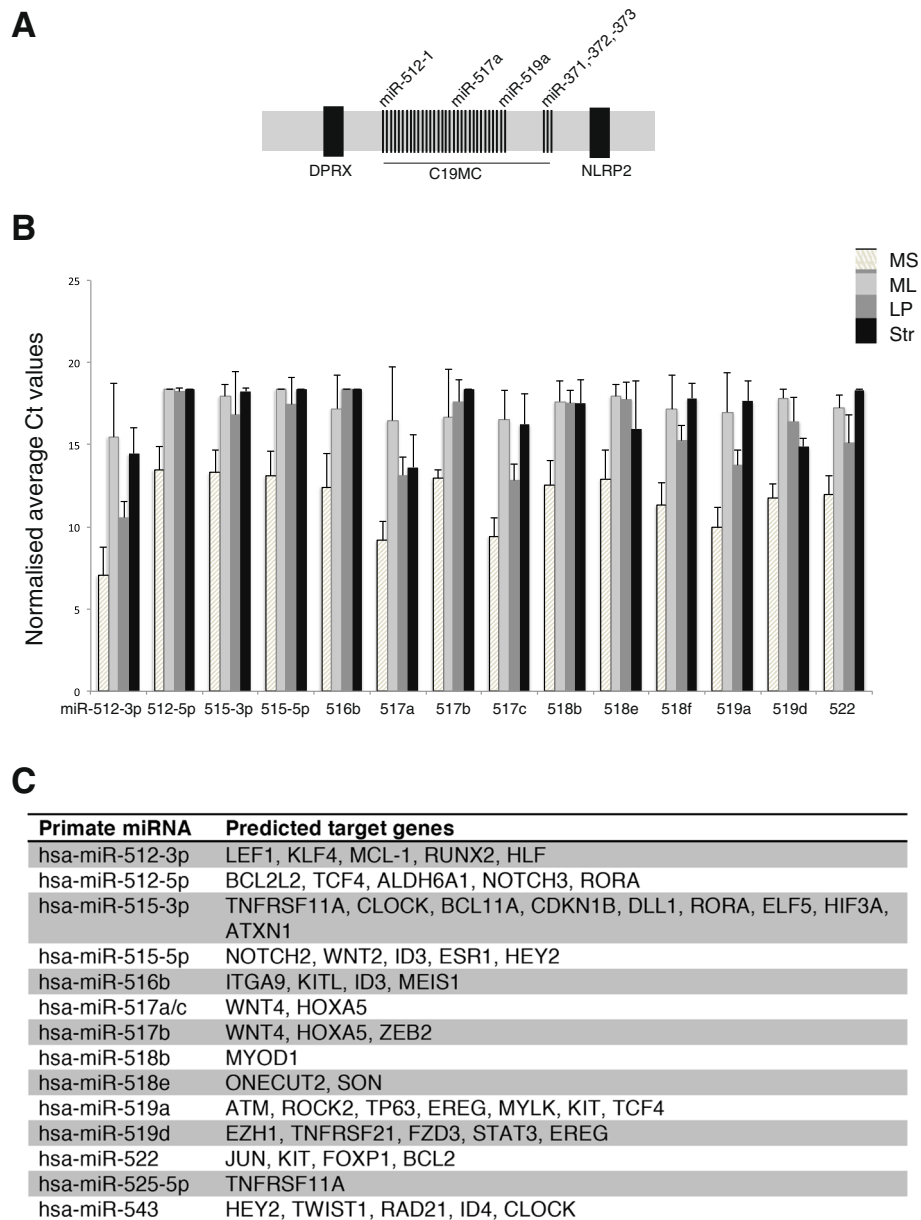 A
miR-512-1
miR-517a
miR-519a
miR-371,-372,-373
DPRX
C19MC
NLRP2
B
MS
ML
LP
Str
Normalised average Ct values
25
20
15
10
5
0
miR-512-3p 512-5p 515-3p 515-5p 516b 517a 517b 517c 518b 518e 518f 519a 519d 522
C
Primate miRNA Predicted target genes
hsa-miR-512-3p LEF1, KLF4, MCL-1, RUNX2, HLF
hsa-miR-512-5p BCL2L2, TCF4, ALDH6A1, NOTCH3, RORA
hsa-miR-515-3p TNFRSF11A, CLOCK, BCL11A, CDKN1B, DLL1, RORA, ELF5, HIF3A,
ATXN1
hsa-miR-515-5p NOTCH2, WNT2, ID3, ESR1, HEY2
hsa-miR-516b ITGA9, KITL, ID3, MEIS1
hsa-miR-517a/c WNT4, HOXA5
hsa-miR-517b WNT4, HOXA5, ZEB2
hsa-miR-518b MYOD1
hsa-miR-518e ONECUT2, SON
hsa-miR-519a ATM, ROCK2, TP63, EREG, MYLK, KIT, TCF4
hsa-miR-519d EZH1, TNFRSF21, FZD3, STAT3, EREG
hsa-miR-522 JUN, KIT, FOXP1, BCL2
hsa-miR-525-5p TNFRSF11A
hsa-miR-543 HEY2, TWIST1, RAD21, ID4, CLOCK